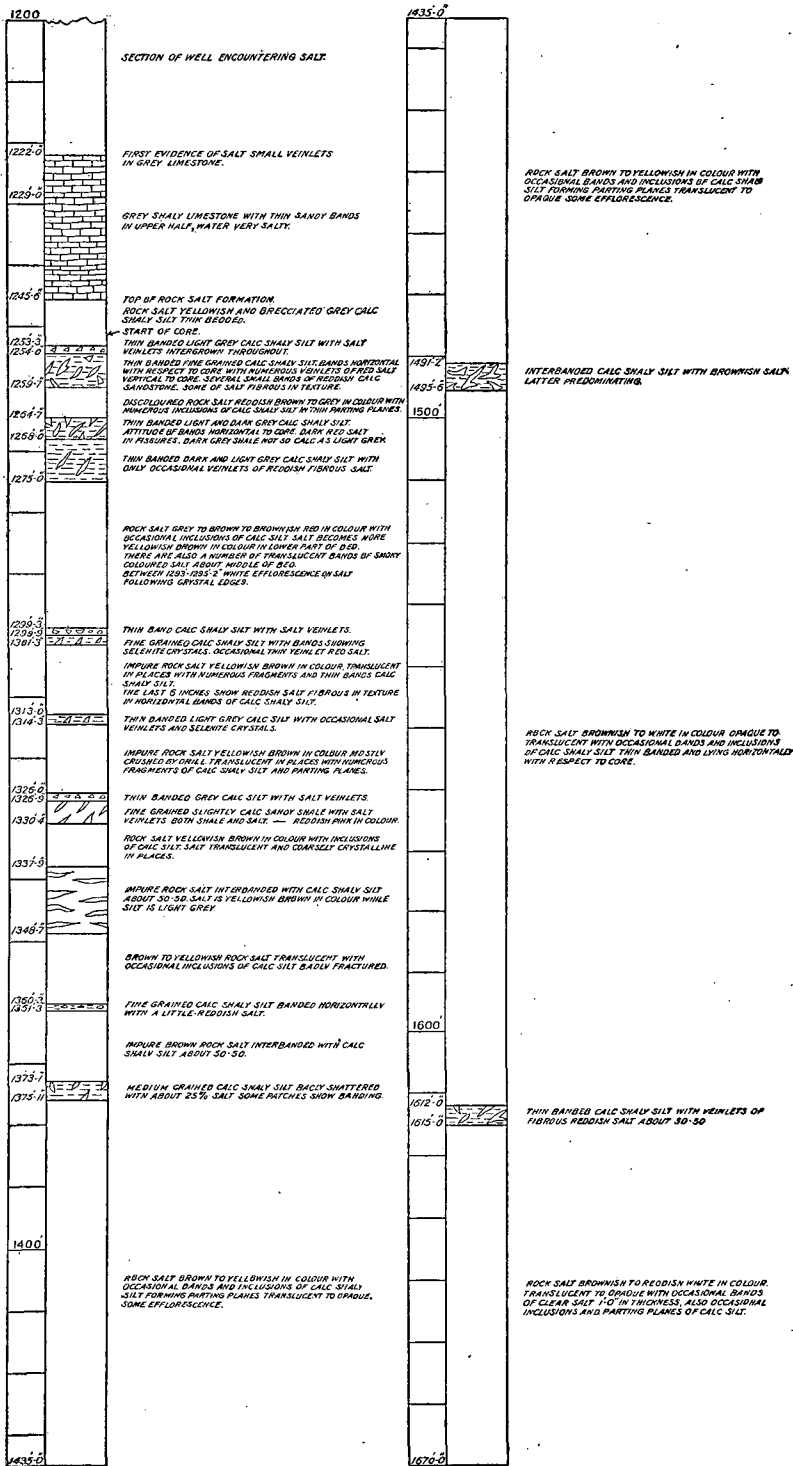 1200
SECTION OF WELL ENCOUNTERING SALT.
1222'-0"
FIRST EVIDENCE OF SALT SMALL VEINLETS
IN GREY LIMESTONE.
1229'-0"
GREY SHALY LIMESTONE WITH THIN SANDY BANDS
IN UPPER HALF, WATER VERY SALTY.
1245'-6"
TOP OF ROCK SALT FORMATION.
ROCK SALT YELLOWISH AND BRECCIATED GREY CALC
SHALY SILT THIK BEDDED.
START OF CORE.
1253'-3"
1254'-0"
THIN BANDED LIGHT GREY CALC SHALY SILT WITH SALT
VEINLETS INTERGROWN THROUGHOUT.
THIN BANDED FINE GRAINED CALC SHALY SILT. BANDS HORIZONTAL
WITH RESPECT TO CORE WITH NUMEROUS VEINLETS OF RED SALT
VERTICAL TO CORE. SEVERAL SMALL BANDS OF REDDISH CALC
SANDSTONE. SOME OF SALT FIBROUS IN TEXTURE.
1259'-7"
DISCOLOURED ROCK SALT REDDISH BROWN TO GREY IN COLOUR WITH
NUMEROUS INCLUSIONS OF CALC SHALY SILT IN THIN PARTING PLANES.
1264'-7"
THIN BANDED LIGHT AND DARK GREY CALC SHALY SILT.
ATTITUDE OF BANDS HORIZONTAL TO CORE. DARK RED SALT
IN FISSURES. DARK GREY SHALE NOT SO CALC AS LIGHT GREY.
1268'-0"
THIN BANDED DARK AND LIGHT GREY CALC SHALY SILT WITH
ONLY OCCASIONAL VEINLETS OF REDDISH FIBROUS SALT.
1275'-0"
ROCK SALT GREY TO BROWN TO BROWNISH RED IN COLOUR WITH
OCCASIONAL INCLUSIONS OF CALC SILT SALT BECOMES MORE
YELLOWISH BROWN IN COLOUR IN LOWER PART OF BED.
THERE ARE ALSO A NUMBER OF TRANSLUCENT BANDS OF SMOKY
COLOURED SALT ABOUT MIDDLE OF BED.
BETWEEN 1293'-1295'-2" WHITE EFFLORESCENCE ON SALT
FOLLOWING CRYSTAL EDGES.
1299'-3"
1299'-9"
THIN BAND CALC SHALY SILT WITH SALT VEINLETS.
1301'-3"
FINE GRAINED CALC SHALY SILT WITH BANDS SHOWING
SELENITE CRYSTALS. OCCASIONAL THIN VEINLET RED SALT.
IMPURE ROCK SALT YELLOWISH BROWN IN COLOUR, TRANSLUCENT
IN PLACES WITH NUMEROUS FRAGMENTS AND THIN BANDS CALC
SHALY SILT.
THE LAST 6 INCHES SHOW REDDISH SALT FIBROUS IN TEXTURE
IN HORIZONTAL BANDS OF CALC SHALY SILT.
1313'-0"
1314'-3"
THIN BANDED LIGHT GREY CALC SILT WITH OCCASIONAL SALT
VEINLETS AND SELENITE CRYSTALS.
IMPURE ROCK SALT YELLOWISH BROWN IN COLOUR MOSTLY
CRUSHED BY DRILL TRANSLUCENT IN PLACES WITH NUMEROUS
FRAGMENTS OF CALC SHALY SILT AND PARTING PLANES.
1326'-0"
1326'-9"
THIN BANDED GREY CALC SILT WITH SALT VEINLETS.
FINE GRAINED SLIGHTLY CALC SANDY SHALE WITH SALT
VEINLETS BOTH SHALE AND SALT. — REDDISH PINK IN COLOUR.
1330'-4"
ROCK SALT YELLOWISH BROWN IN COLOUR WITH INCLUSIONS
OF CALC SILT. SALT TRANSLUCENT AND COARSELY CRYSTALLINE
IN PLACES.
1337'-9"
IMPURE ROCK SALT INTERBANDED WITH CALC SHALY SILT
ABOUT 50-50. SALT IS YELLOWISH BROWN IN COLOUR WHILE
SILT IS LIGHT GREY.
1348'-7"
BROWN TO YELLOWISH ROCK SALT TRANSLUCENT WITH
OCCASIONAL INCLUSIONS OF CALC SILT BADLY FRACTURED.
1360'-3"
1351'-3"
FINE GRAINED CALC SHALY SILT BANDED HORIZONTALLY
WITH A LITTLE-REDDISH SALT.
IMPURE BROWN ROCK SALT INTERBANDED WITH CALC
SHALY SILT ABOUT 50-50.
1373'-7"
1375'-11"
MEDIUM GRAINED CALC SHALY SILT BADLY SHATTERED
WITH ABOUT 25% SALT SOME PATCHES SHOW BANDING.
1400'
ROCK SALT BROWN TO YELLOWISH IN COLOUR WITH
OCCASIONAL BANDS AND INCLUSIONS OF CALC SHALY
SILT FORMING PARTING PLANES TRANSLUCENT TO OPAQUE,
SOME EFFLORESCENCE.
1435'-0"
1435'-0"
ROCK SALT BROWN TO YELLOWISH IN COLOUR WITH
OCCASIONAL BANDS AND INCLUSIONS OF CALC SHALY
SILT FORMING PARTING PLANES TRANSLUCENT TO
OPAQUE SOME EFFLORESCENCE.
1491'-2"
1495'-6"
INTERBANDED CALC SHALY SILT WITH BROWNISH SALT,
LATTER PREDOMINATING.
1500'
ROCK SALT BROWNISH TO WHITE IN COLOUR OPAQUE TO
TRANSLUCENT WITH OCCASIONAL BANDS AND INCLUSIONS
OF CALC SHALY SILT THIN BANDED AND LYING HORIZONTALLY
WITH RESPECT TO CORE.
1600'
1612'-0"
1615'-0"
THIN BANDED CALC SHALY SILT WITH VEINLETS OF
FIBROUS REDDISH SALT ABOUT 50-50
ROCK SALT BROWNISH TO REDDISH WHITE IN COLOUR.
TRANSLUCENT TO OPAQUE WITH OCCASIONAL BANDS
OF CLEAR SALT 1'-0" IN THICKNESS, ALSO OCCASIONAL
INCLUSIONS AND PARTING PLANES OF CALC SILT.
1670'-0"